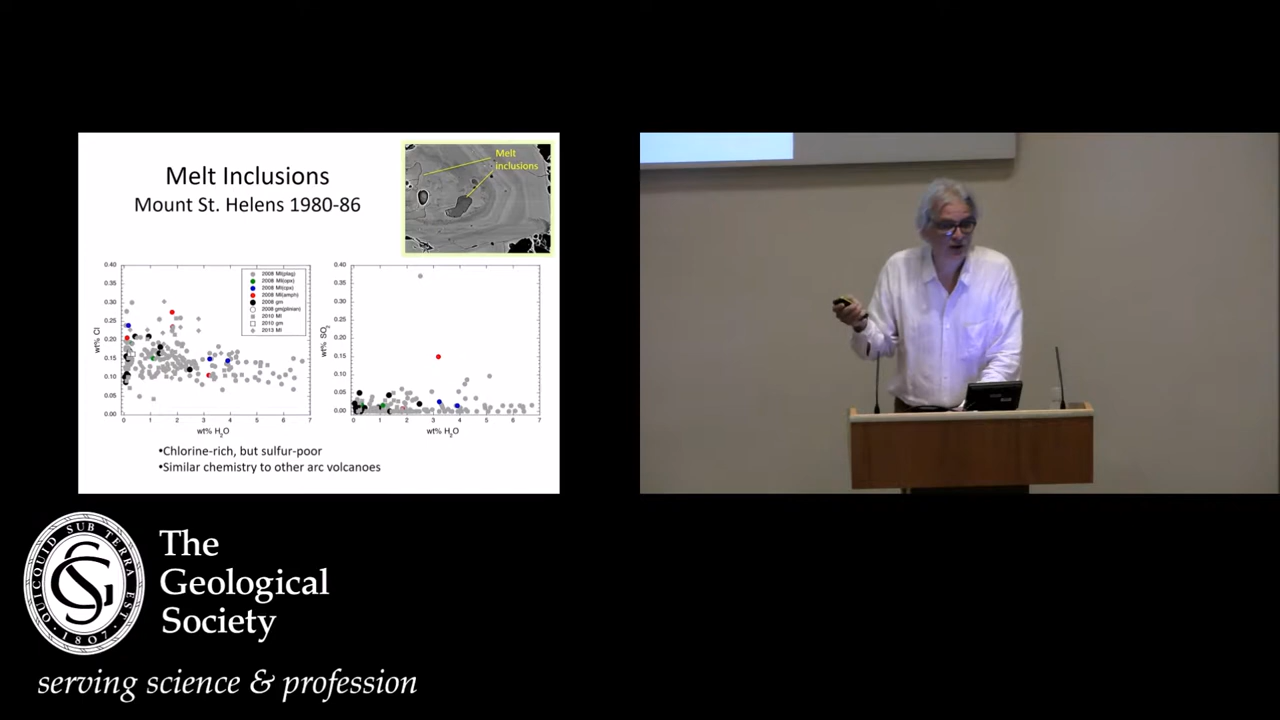 Melt Inclusions
Mount St. Helens 1980-86
Melt
inclusions
0.40
0.35
0.30
0.25
0.20
0.15
0.10
0.05
0.00
wt% Cl
0 1 2 3 4 5 6 7
wt% H2O
2008 MI(plag)
2008 MI(opx)
2008 MI(cpx)
2008 MI(amph)
2008 gm
2010 MI
2010 gm
2013 MI
0.40
0.35
0.30
0.25
0.20
0.15
0.10
0.05
0.00
wt% SO2
0 1 2 3 4 5 6 7
wt% H2O
•Chlorine-rich, but sulfur-poor
•Similar chemistry to other arc volcanoes
QUICQUID SUB TERRA EST
GS
·1807·
The
Geological
Society
serving science & profession